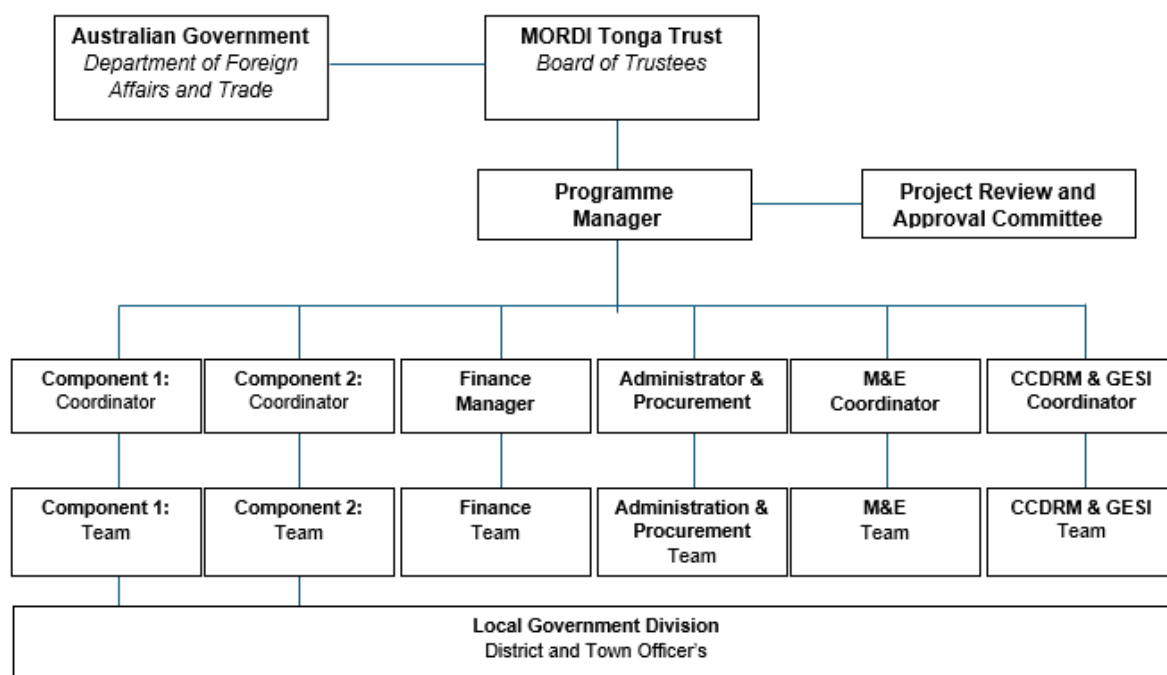 Australian Government
Department of Foreign
Affairs and Trade
MORDI Tonga Trust
Board of Trustees
Programme
Manager
Project Review and
Approval Committee
Component 1:
Coordinator
Component 2:
Coordinator
Finance
Manager
Administrator &
Procurement
M&E
Coordinator
CCDRM & GESI
Coordinator
Component 1:
Team
Component 2:
Team
Finance
Team
Administration &
Procurement
Team
M&E
Team
CCDRM & GESI
Team
Local Government Division
District and Town Officer's